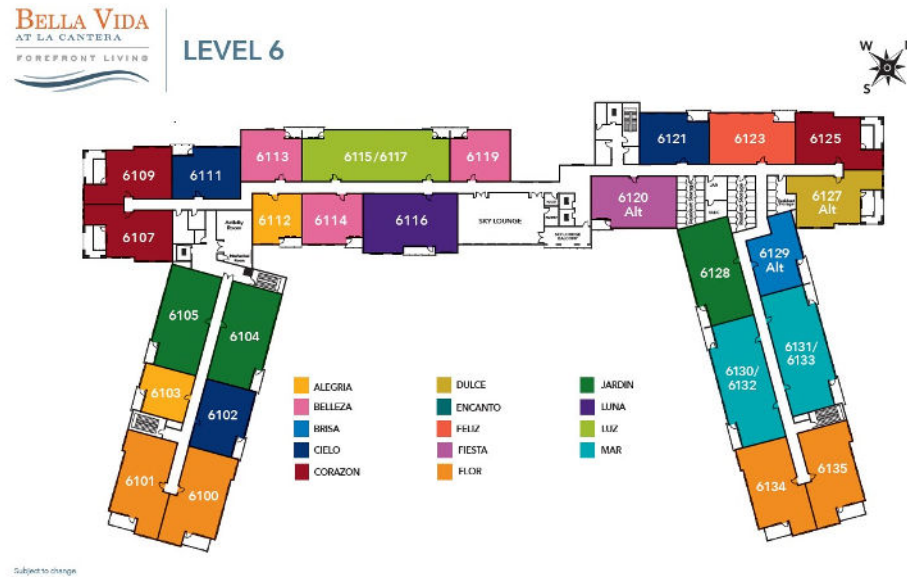 BELLA VIDA
AT LA CANTERA
FOREFRONT LIVING
LEVEL 6
W
S
6121
6123
6125
6113
6115/6117
6119
6109
6111
6120
Alt
6127
Alt
6112
6114
6116
SKY LOUNGE
Activity
Room
6107
6129
Alt
6128
6105
6104
6131/
6133
6130/
6132
6103
6102
6101
6100
6134
6135
ALEGRIA
BELLEZA
BRISA
CIELO
CORAZON
DULCE
ENCANTO
FELIZ
FIESTA
FLOR
JARDIN
LUNA
LUZ
MAR
Subject to change